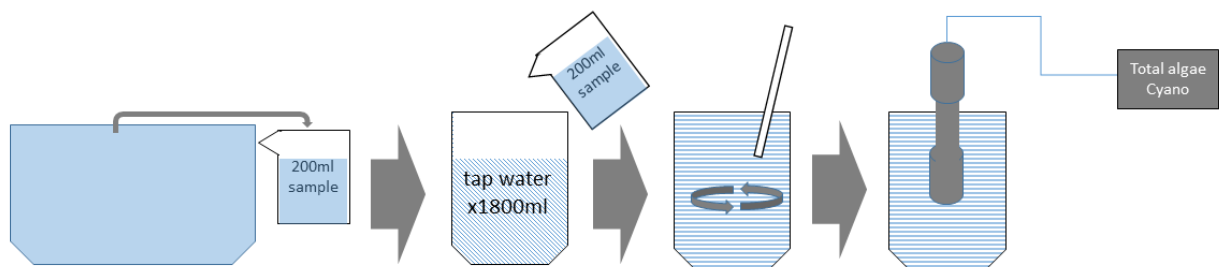 200ml
sample
tap water
x1800ml
200ml
sample
Total algae
Cyano